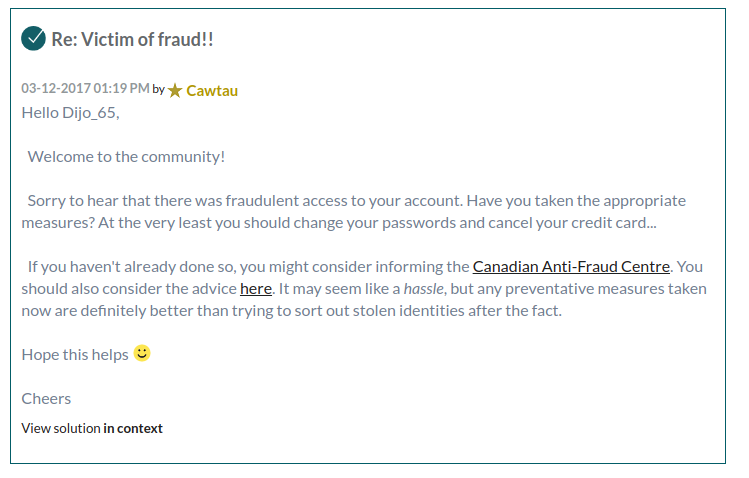 Re: Victim of fraud!!
03-12-2017 01:19 PM by Cawtau
Hello Dijo_65,
Welcome to the community!
Sorry to hear that there was fraudulent access to your account. Have you taken the appropriate
measures? At the very least you should change your passwords and cancel your credit card...
If you haven't already done so, you might consider informing the Canadian Anti-Fraud Centre. You
should also consider the advice here. It may seem like a hassle, but any preventative measures taken
now are definitely better than trying to sort out stolen identities after the fact.
Hope this helps
Cheers
View solution in context